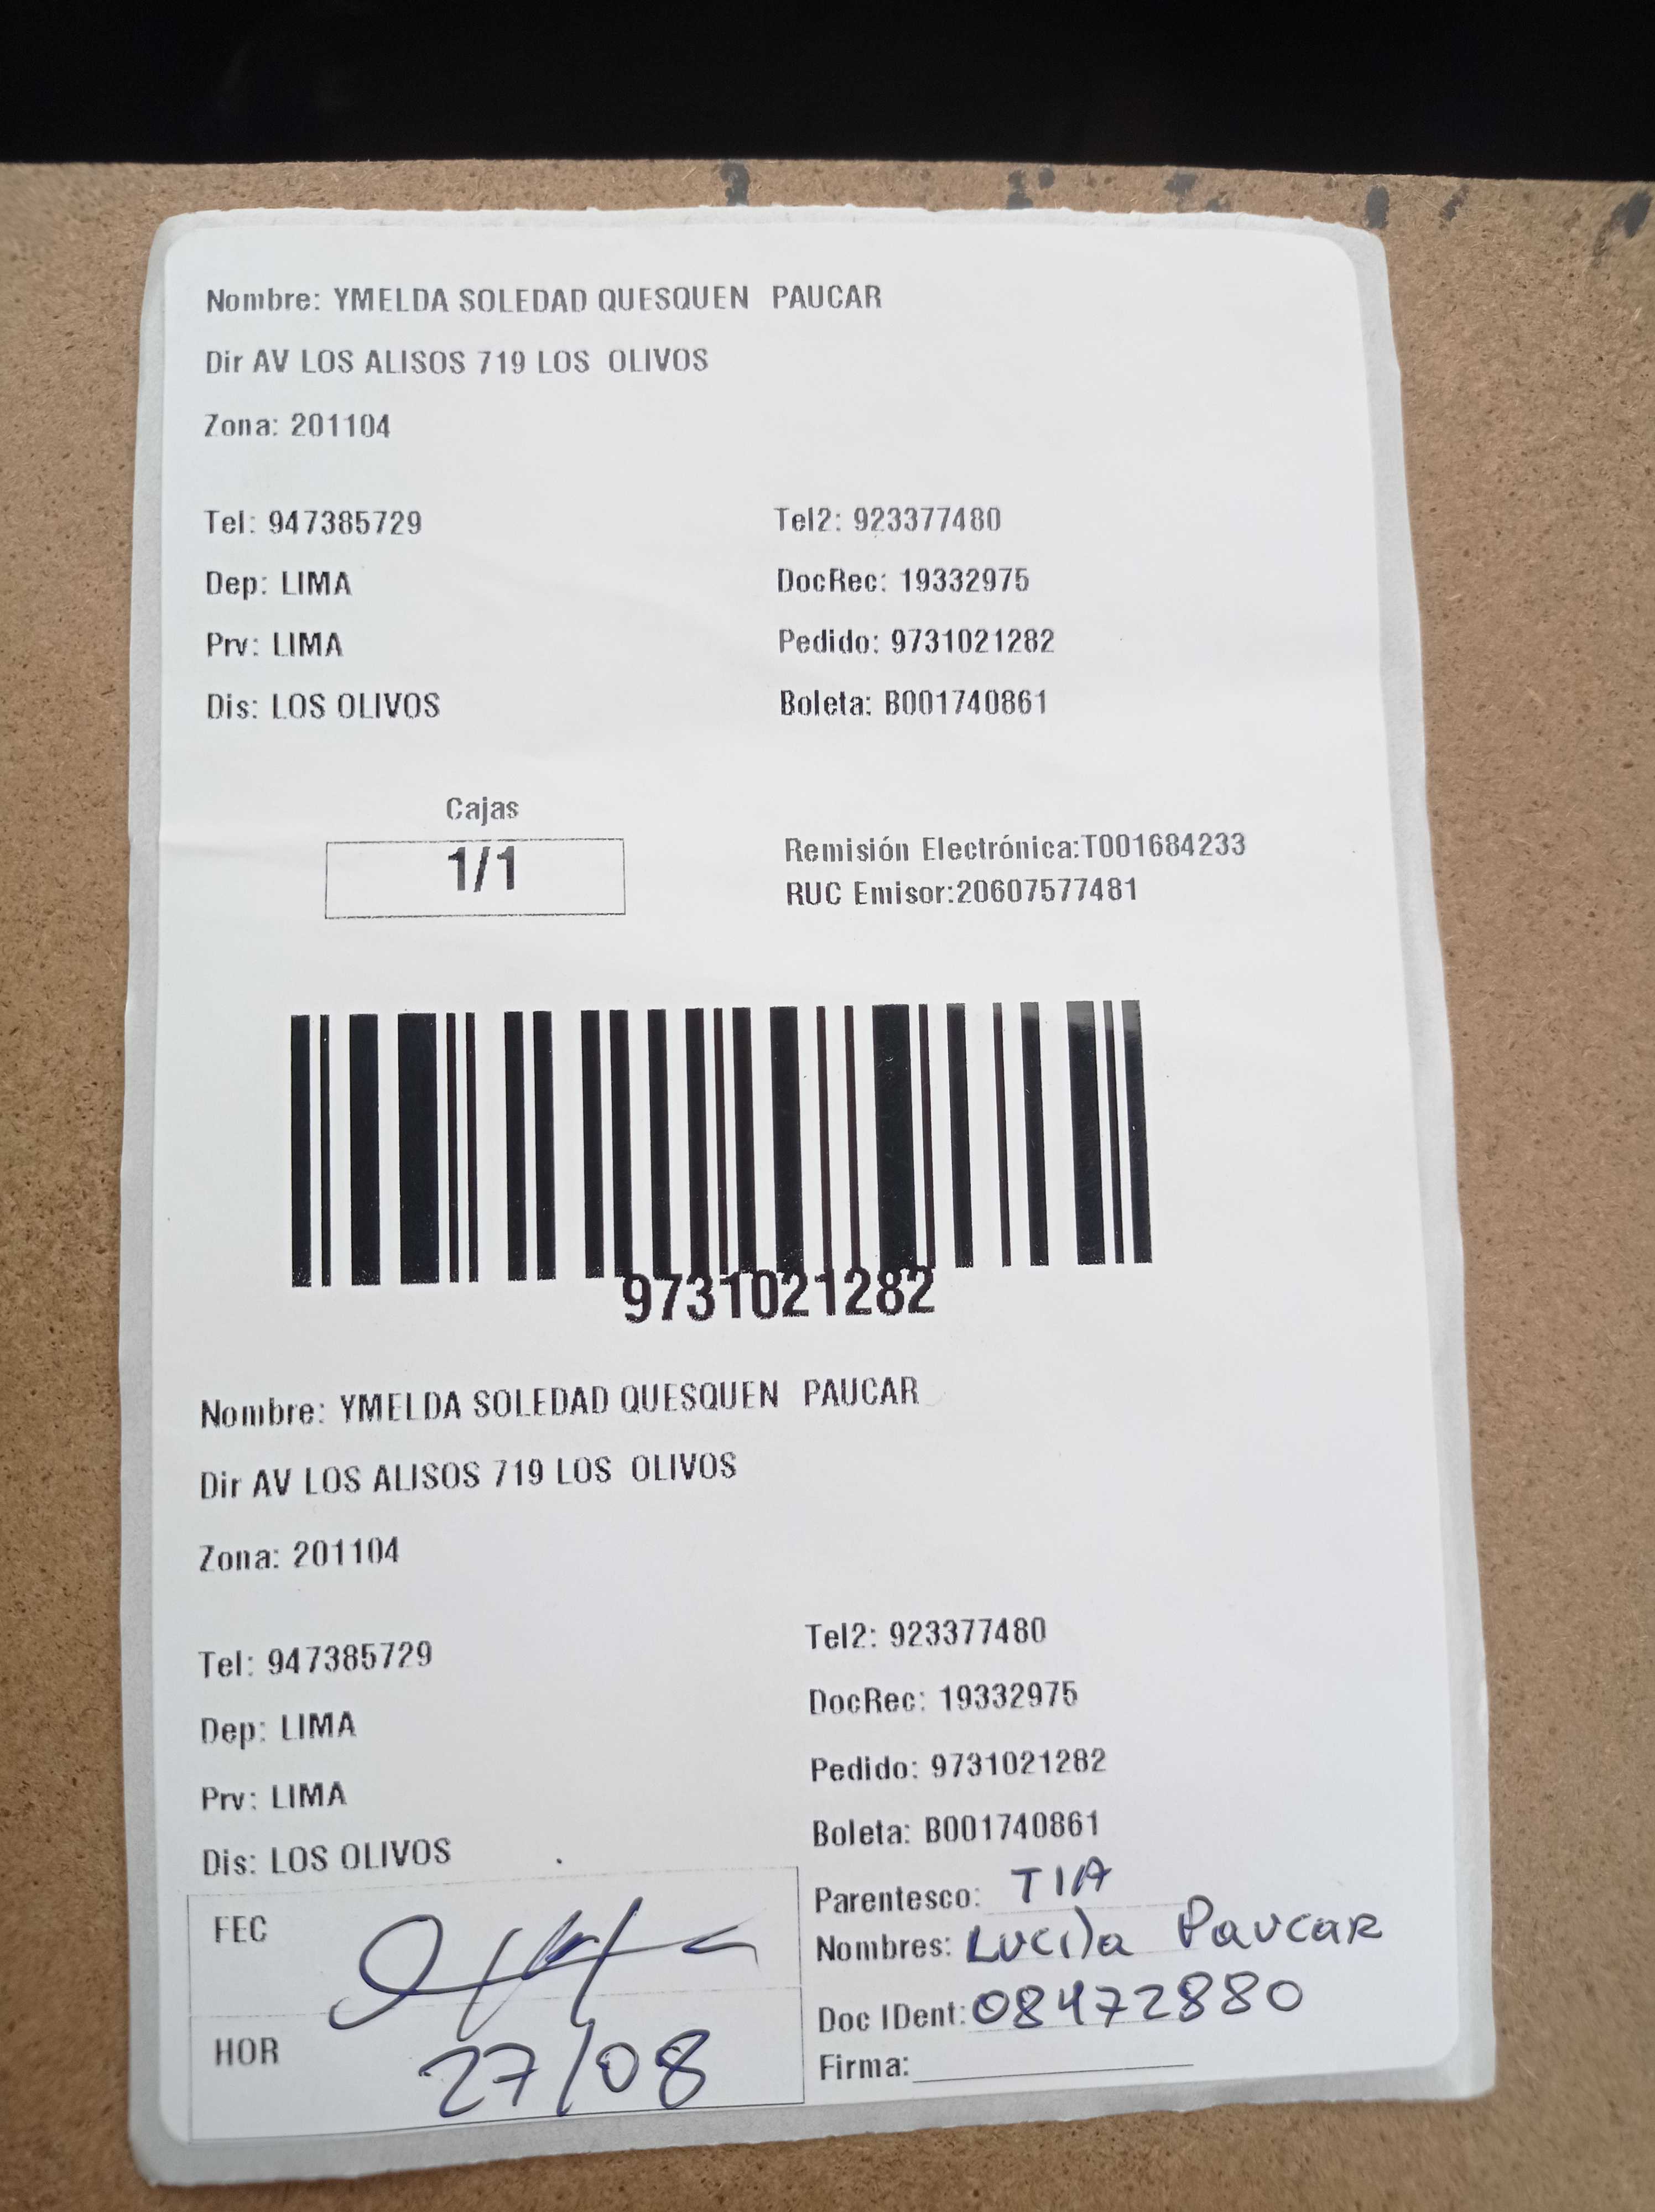 Nombre: YMELDA SOLEDAD QUESQUEN PAUCAR
Dir AV LOS ALISOS 719 LOS OLIVOS
Zona: 201104
Tel: 947385729 Tel2: 923377480
Dep: LIMA DocRec: 19332975
Prv: LIMA Pedido: 9731021282
Dis: LOS OLIVOS Boleta: B001740861
Cajas
1/1
Remisión Electrónica:T001684233
RUC Emisor:20607577481
9731021282
Nombre: YMELDA SOLEDAD QUESQUEN PAUCAR
Dir AV LOS ALISOS 719 LOS OLIVOS
Zona: 201104
Tel: 947385729 Tel2: 923377480
Dep: LIMA DocRec: 19332975
Prv: LIMA Pedido: 9731021282
Dis: LOS OLIVOS Boleta: B001740861
Parentesco: TIA
FEC Nombres: Lucila Paucar
Doc IDent: 08472880
HOR 27/08 Firma: